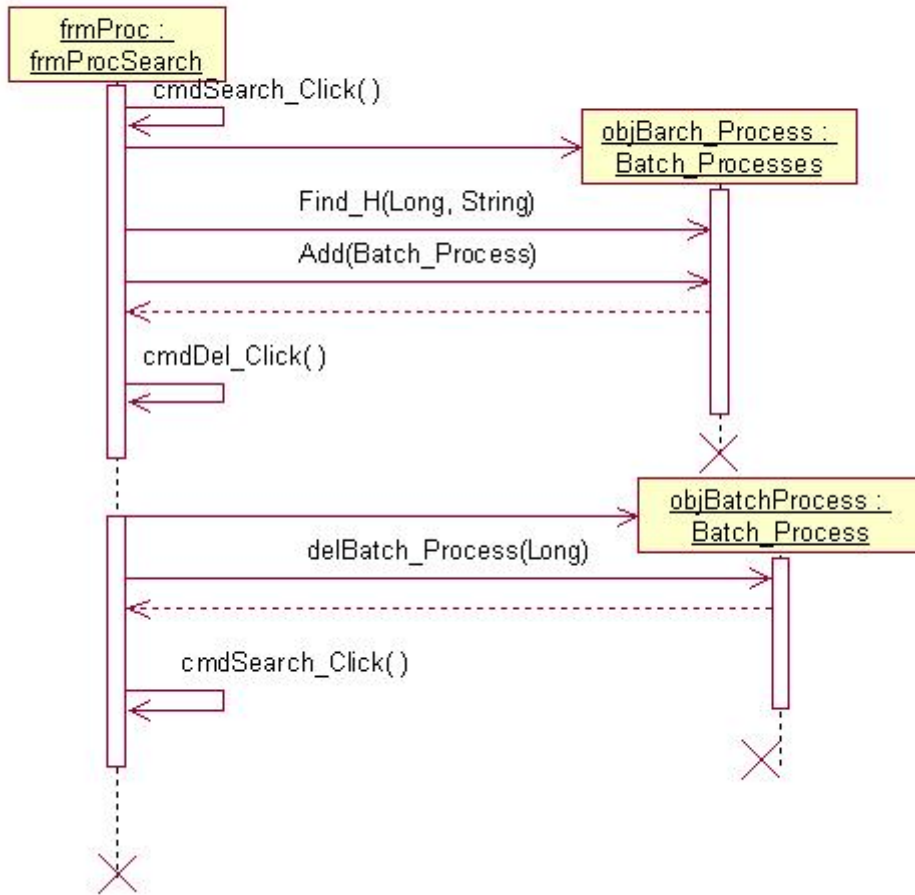 frmProc :
frmProcSearch
cmdSearch_Click( )
objBarch_Process :
Batch_Processes
Find_H(Long, String)
Add(Batch_Process)
cmdDel_Click( )
objBatchProcess :
Batch_Process
delBatch_Process(Long)
cmdSearch_Click( )